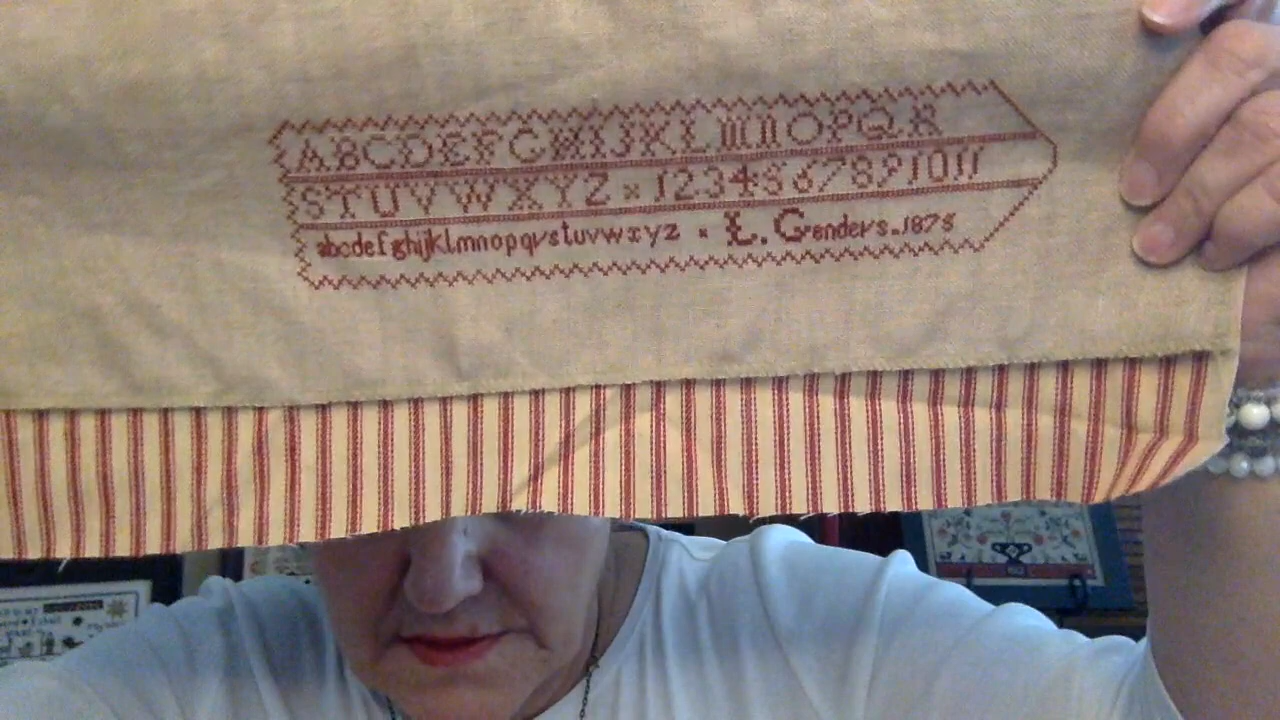 ABCDEFGHIJKLMNOPQR
STUVWXYZ × 1234567891011
abcdefghijklmnopqrstuvwxyz × L. Genders. 1875